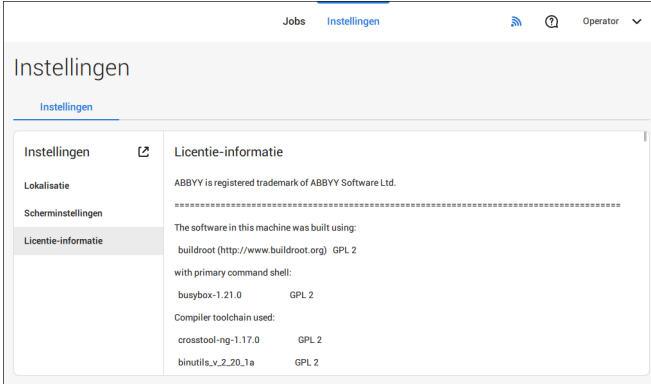 Jobs Instellingen Operator
Instellingen
Instellingen
Instellingen
Lokalisatie
Scherminstellingen
Licentie-informatie
Licentie-informatie
ABBYY is registered trademark of ABBYY Software Ltd.
=======================================================================================
The software in this machine was built using:
buildroot (http://www.buildroot.org) GPL 2
with primary command shell:
busybox-1.21.0 GPL 2
Compiler toolchain used:
crosstool-ng-1.17.0 GPL 2
binutils_v_2_20_1a GPL 2